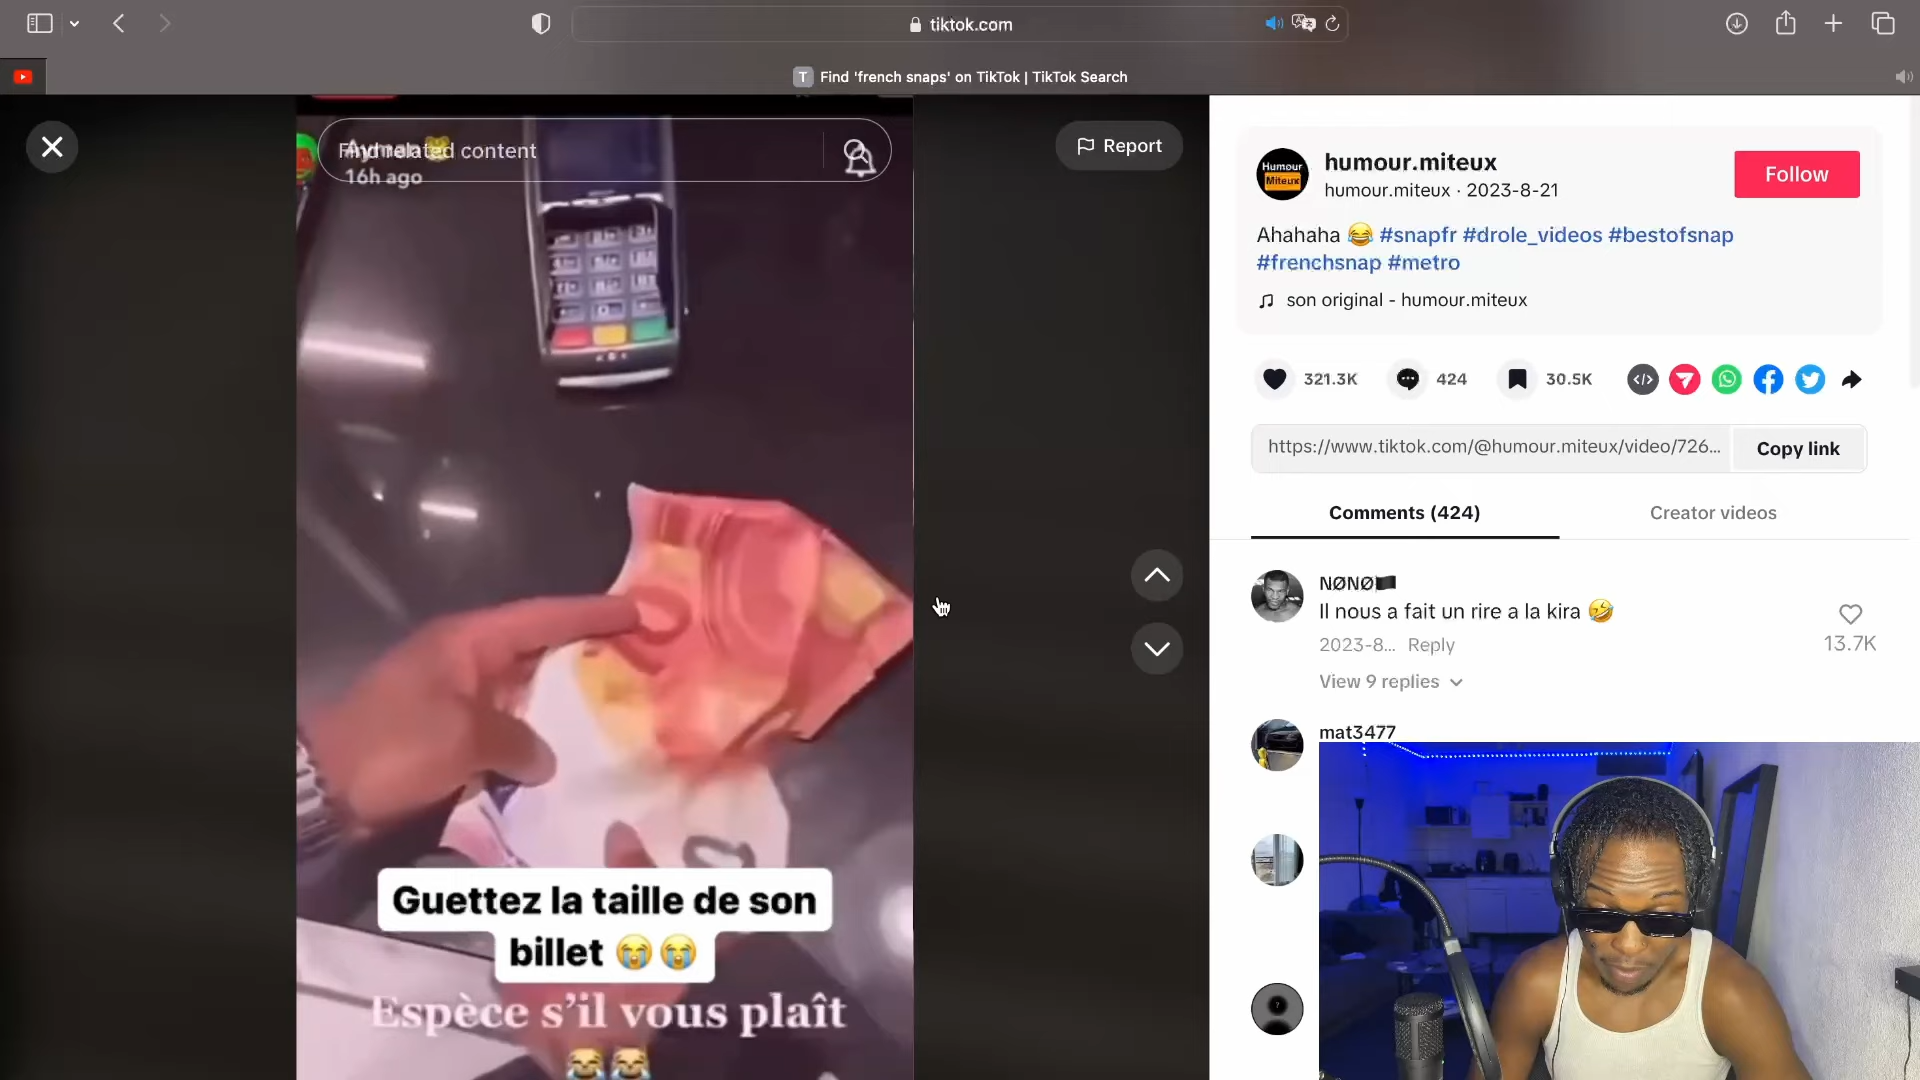 tiktok.com
T Find 'french snaps' on TikTok | TikTok Search
Find related content
16h ago
Report
Guettez la taille de son
billet 😭😭
Espèce s'il vous plaît
😂😂
Humour
Miteux
humour.miteux
humour.miteux · 2023-8-21
Follow
Ahahaha 😂 #snapfr #drole_videos #bestofsnap
#frenchsnap #metro
son original - humour.miteux
321.3K
424
30.5K
https://www.tiktok.com/@humour.miteux/video/726...
Copy link
Comments (424)
Creator videos
NØNØ🏴
Il nous a fait un rire a la kira 🤣
2023-8... Reply
13.7K
View 9 replies
mat3477